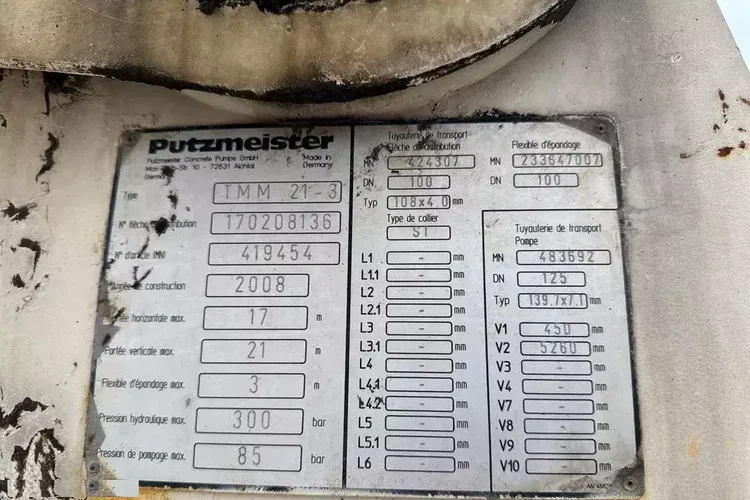 Putzmeister
Putzmeister Concrete Pumps GmbH
Max- -Str. 10 - 72631 Aichtal
Germany
Made in
Germany
Type TMM 21-3
N° flèche distribution 170208136
N° d'article (MN) 419454
Année de construction 2008
Portée horizontale max. 17 m
Portée verticale max. 21 m
Flexible d'épandage max. 3 m
Pression hydraulique max. 300 bar
Pression de pompage max. 85 bar
Tuyauterie de transport
Flèche de distribution
MN 424307
DN 100
Typ 108x4.0 mm
Type de collier
ST
L1 - mm
L1.1 - mm
L2 - mm
L2.1 - mm
L3 - mm
L3.1 - mm
L4 - mm
L4.1 - mm
L4.2 - mm
L5 - mm
L5.1 - mm
L6 - mm
Flexible d'épandage
MN 233647007
DN 100
Tuyauterie de transport
Pompe
MN 483692
DN 125
Typ 139.7x7.1 mm
V1 450 mm
V2 5260 mm
V3 - mm
V4 - mm
V7 - mm
V8 - mm
V9 - mm
V10 - mm